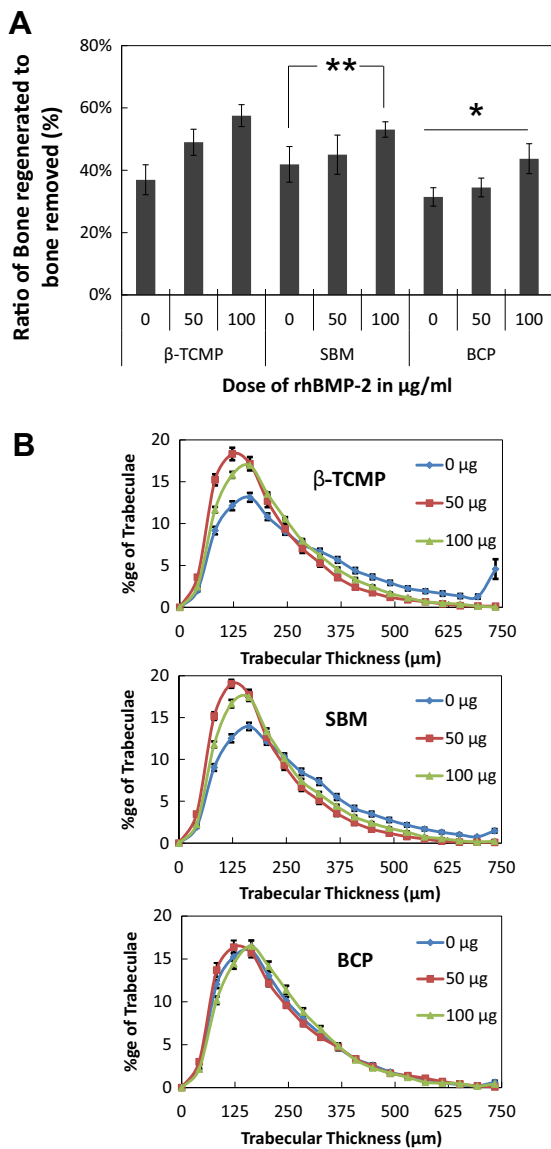 A
Ratio of Bone regenerated to
bone removed (%)
80%
60%
40%
20%
0%
**
*
0 50 100 0 50 100 0 50 100
β-TCMP SBM BCP
Dose of rhBMP-2 in µg/ml
B
%ge of Trabeculae
20
15
10
5
0
β-TCMP
0 µg
50 µg
100 µg
0 125 250 375 500 625 750
Trabecular Thickness (µm)
%ge of Trabeculae
20
15
10
5
0
SBM
0 µg
50 µg
100 µg
0 125 250 375 500 625 750
Trabecular Thickness (µm)
%ge of Trabeculae
20
15
10
5
0
BCP
0 µg
50 µg
100 µg
0 125 250 375 500 625 750
Trabecular Thickness (µm)